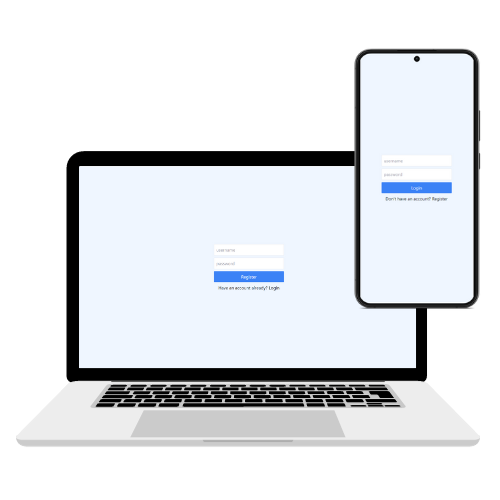 username
password
Register
Have an account already? Login
username
password
Login
Don't have an account? Register